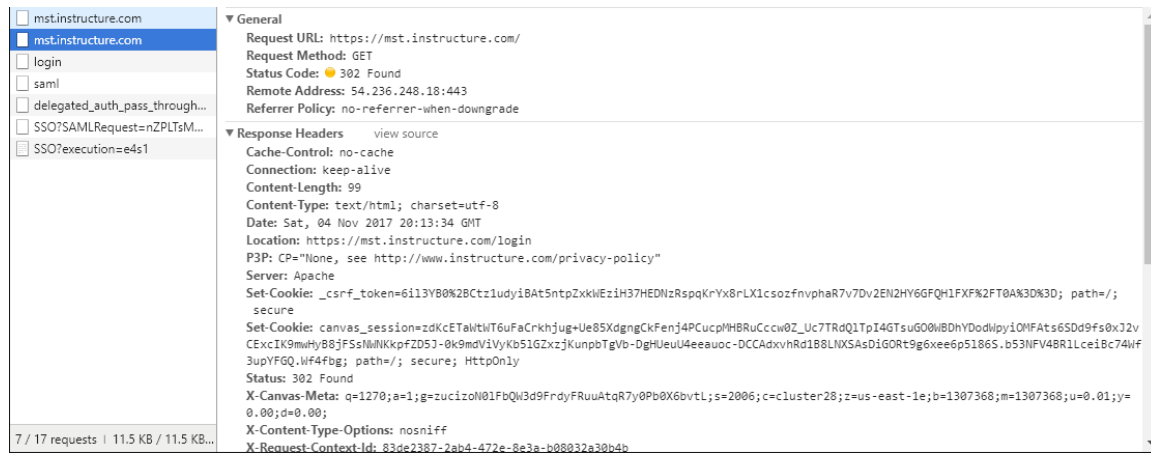 mst.instructure.com
mst.instructure.com
login
saml
delegated_auth_pass_through...
SSO?SAMLRequest=nZPLTsM...
SSO?execution=e4s1
7 / 17 requests | 11.5 KB / 11.5 KB...
▼ General
Request URL: https://mst.instructure.com/
Request Method: GET
Status Code: 302 Found
Remote Address: 54.236.248.18:443
Referrer Policy: no-referrer-when-downgrade
▼ Response Headers view source
Cache-Control: no-cache
Connection: keep-alive
Content-Length: 99
Content-Type: text/html; charset=utf-8
Date: Sat, 04 Nov 2017 20:13:34 GMT
Location: https://mst.instructure.com/login
P3P: CP="None, see http://www.instructure.com/privacy-policy"
Server: Apache
Set-Cookie: _csrf_token=6il3YB0%2BCtz1udyiBAt5ntpZxkWEziH37HEDNzRspqKrYx8rLX1csozfnvphaR7v7Dv2EN2HY6GFQHlFXF%2FT0A%3D%3D; path=/;
secure
Set-Cookie: canvas_session=zdKcETaWtWT6uFaCrkhjug+Ue85XdgngCkFenj4PCucpMHBRuCccw0Z_Uc7TRdQlTpI4GTsuGO0WBDhYDodWpyiOMFAts6SDd9fs0xJ2v
CExcIK9mwHyB8jFSsNWNKkpfZD5J-0k9mdViVyKb5lGZxzjKunpbTgVb-DgHUeuU4eeauoc-DCCAdxvhRd1B8LNXSAsDiGORt9g6xee6p5l86S.b53NFV4BRlLceiBc74Wf
3upYFGQ.Wf4fbg; path=/; secure; HttpOnly
Status: 302 Found
X-Canvas-Meta: q=1270;a=1;g=zucizoN01FbQW3d9FrdyFRuuAtqR7y0Pb0X6bvtL;s=2006;c=cluster28;z=us-east-1e;b=1307368;m=1307368;u=0.01;y=
0.00;d=0.00;
X-Content-Type-Options: nosniff
X-Request-Context-Id: 83de2387-2ab4-472e-8e3a-b08032a30b4b